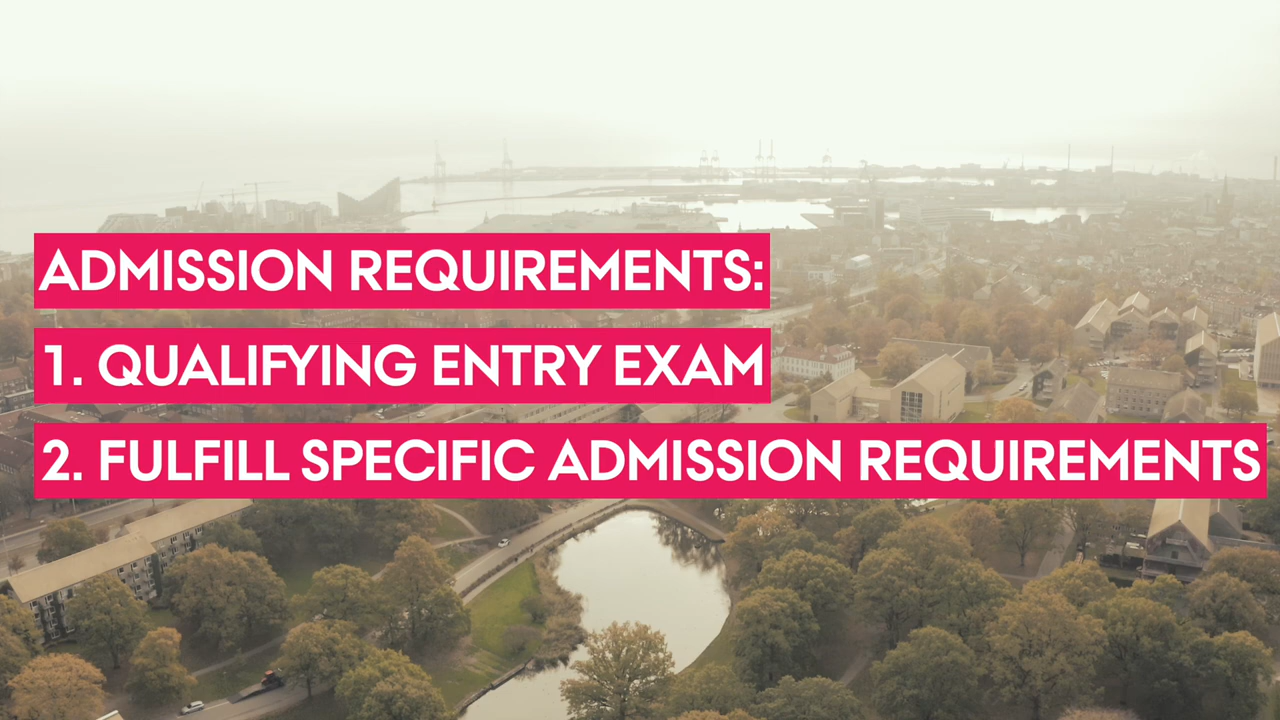 ADMISSION REQUIREMENTS:
1. QUALIFYING ENTRY EXAM
2. FULFILL SPECIFIC ADMISSION REQUIREMENTS